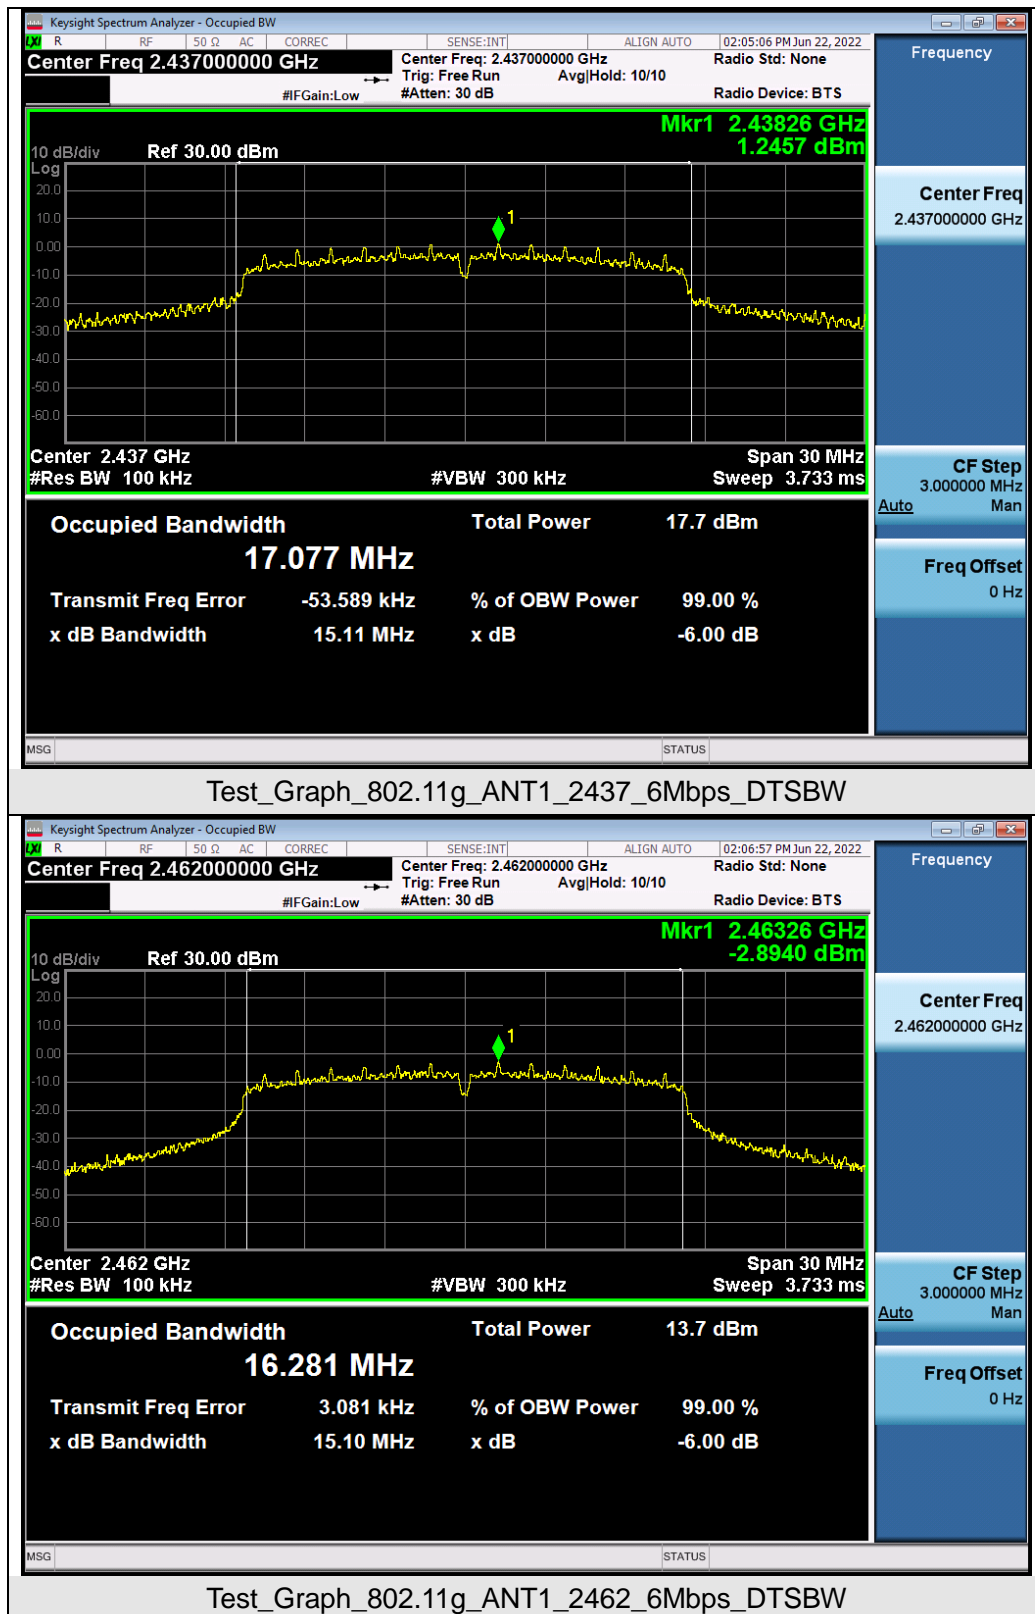 Keysight Spectrum Analyzer - Occupied BW
LXI R RF 50 Ω AC CORREC SENSE:INT ALIGN AUTO 02:05:06 PM Jun 22, 2022
Center Freq 2.437000000 GHz
Center Freq: 2.437000000 GHz
Radio Std: None
Trig: Free Run Avg|Hold: 10/10
#IFGain:Low
#Atten: 30 dB
Radio Device: BTS
Frequency
Mkr1 2.43826 GHz
1.2457 dBm
10 dB/div Ref 30.00 dBm
Log
20.0
10.0
0.00
-10.0
-20.0
-30.0
-40.0
-50.0
-60.0
1
Center Freq
2.437000000 GHz
Center 2.437 GHz
Span 30 MHz
#Res BW 100 kHz
#VBW 300 kHz
Sweep 3.733 ms
CF Step
3.000000 MHz
Auto Man
Occupied Bandwidth
Total Power 17.7 dBm
17.077 MHz
Transmit Freq Error -53.589 kHz
% of OBW Power 99.00 %
x dB Bandwidth 15.11 MHz
x dB -6.00 dB
Freq Offset
0 Hz
MSG
STATUS
Test_Graph_802.11g_ANT1_2437_6Mbps_DTSBW
Keysight Spectrum Analyzer - Occupied BW
LXI R RF 50 Ω AC CORREC SENSE:INT ALIGN AUTO 02:06:57 PM Jun 22, 2022
Center Freq 2.462000000 GHz
Center Freq: 2.462000000 GHz
Radio Std: None
Trig: Free Run Avg|Hold: 10/10
#IFGain:Low
#Atten: 30 dB
Radio Device: BTS
Frequency
Mkr1 2.46326 GHz
-2.8940 dBm
10 dB/div Ref 30.00 dBm
Log
20.0
10.0
0.00
-10.0
-20.0
-30.0
-40.0
-50.0
-60.0
1
Center Freq
2.462000000 GHz
Center 2.462 GHz
Span 30 MHz
#Res BW 100 kHz
#VBW 300 kHz
Sweep 3.733 ms
CF Step
3.000000 MHz
Auto Man
Occupied Bandwidth
Total Power 13.7 dBm
16.281 MHz
Transmit Freq Error 3.081 kHz
% of OBW Power 99.00 %
x dB Bandwidth 15.10 MHz
x dB -6.00 dB
Freq Offset
0 Hz
MSG
STATUS
Test_Graph_802.11g_ANT1_2462_6Mbps_DTSBW